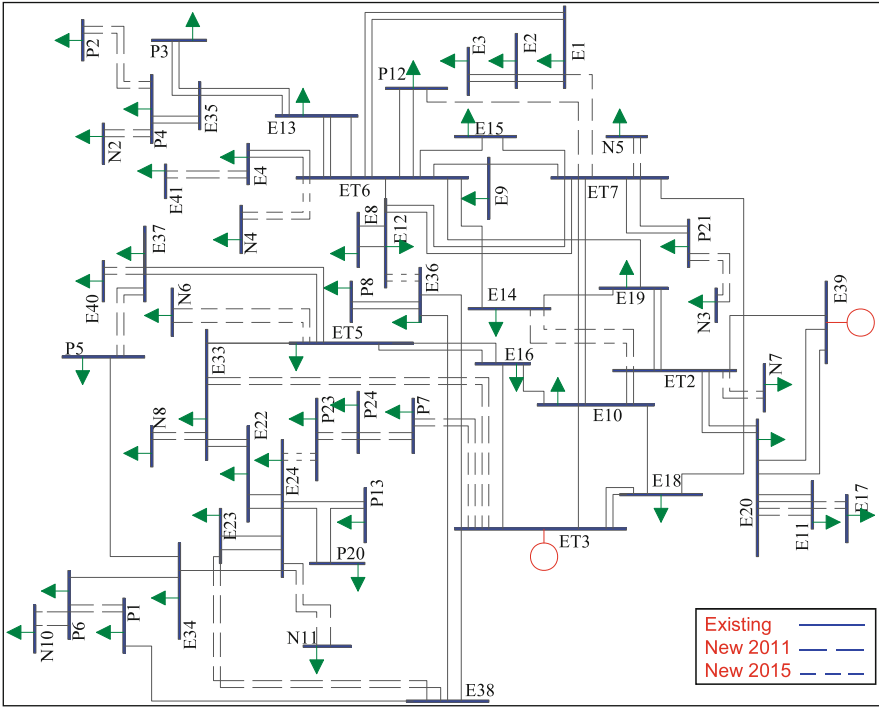 P2
P3
E3
E2
E1
P12
P4
E35
E13
E15
N5
N2
E41
E4
ET6
E9
ET7
N4
E37
E8
E12
P21
E40
N6
P8
E36
E14
E19
N3
E39
P5
E33
ET5
E16
ET2
N7
N8
E22
P23
P24
P7
E10
E24
E23
P13
E18
E20
E11
E17
P20
ET3
N10
P6
P1
E34
N11
E38
Existing
New 2011
New 2015